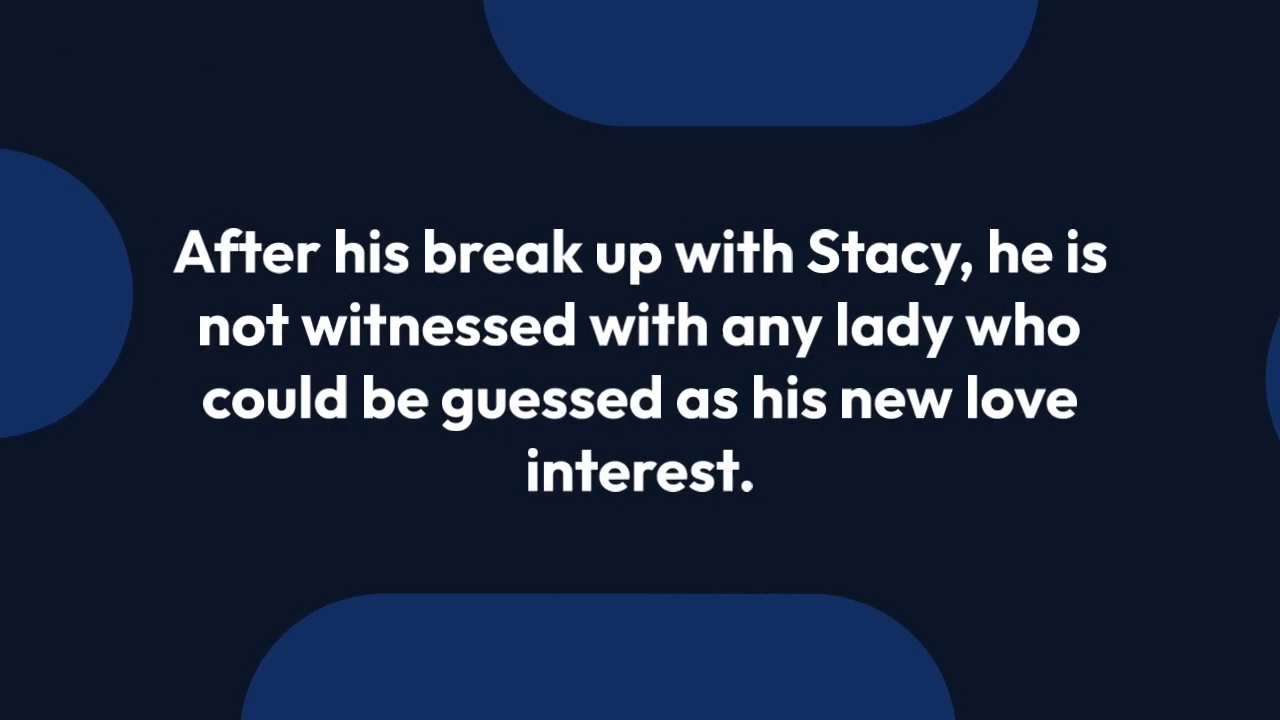 After his break up with Stacy, he is
not witnessed with any lady who
could be guessed as his new love
interest.